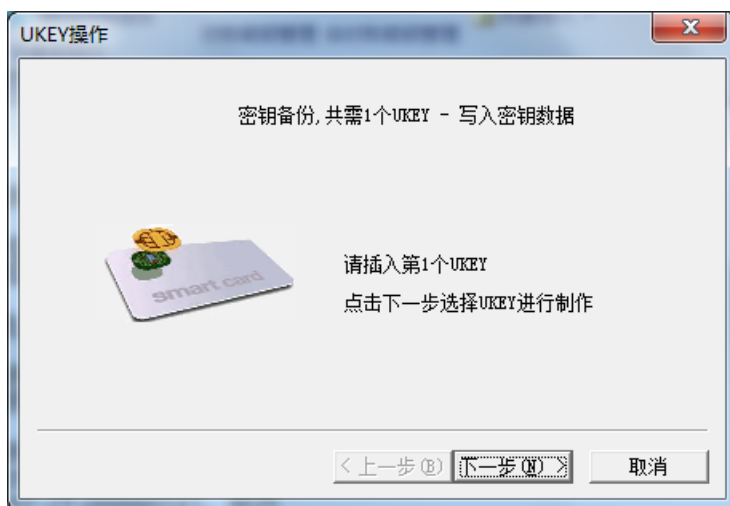 UKEY操作
密钥备份,共需1个UKEY - 写入密钥数据
smart card
请插入第1个UKEY
点击下一步选择UKEY进行制作
< 上一步(B)
下一步(N) >
取消